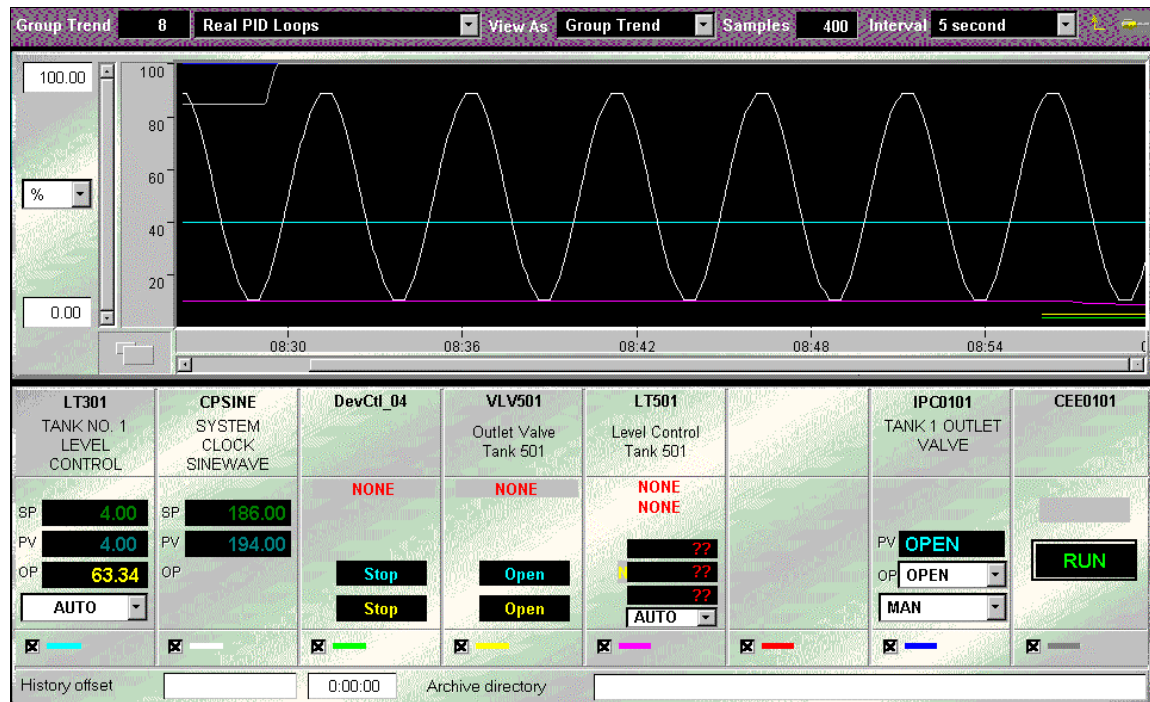 Group Trend 8 Real PID Loops View As Group Trend Samples 400 Interval 5 second
100.00
%
0.00
100
80
60
40
20
08:30 08:36 08:42 08:48 08:54
LT301 CPSINE DevCtl_04 VLV501 LT501 IPC0101 CEE0101
TANK NO. 1 LEVEL CONTROL
SYSTEM CLOCK SINEWAVE
Outlet Valve Tank 501
Level Control Tank 501
TANK 1 OUTLET VALVE
SP 4.00
PV 4.00
OP 63.34
AUTO
SP 186.00
PV 194.00
OP
NONE
Stop
Stop
NONE
Open
Open
NONE
NONE
??
N ??
??
AUTO
PV OPEN
OP OPEN
MAN
RUN
History offset 0:00:00 Archive directory